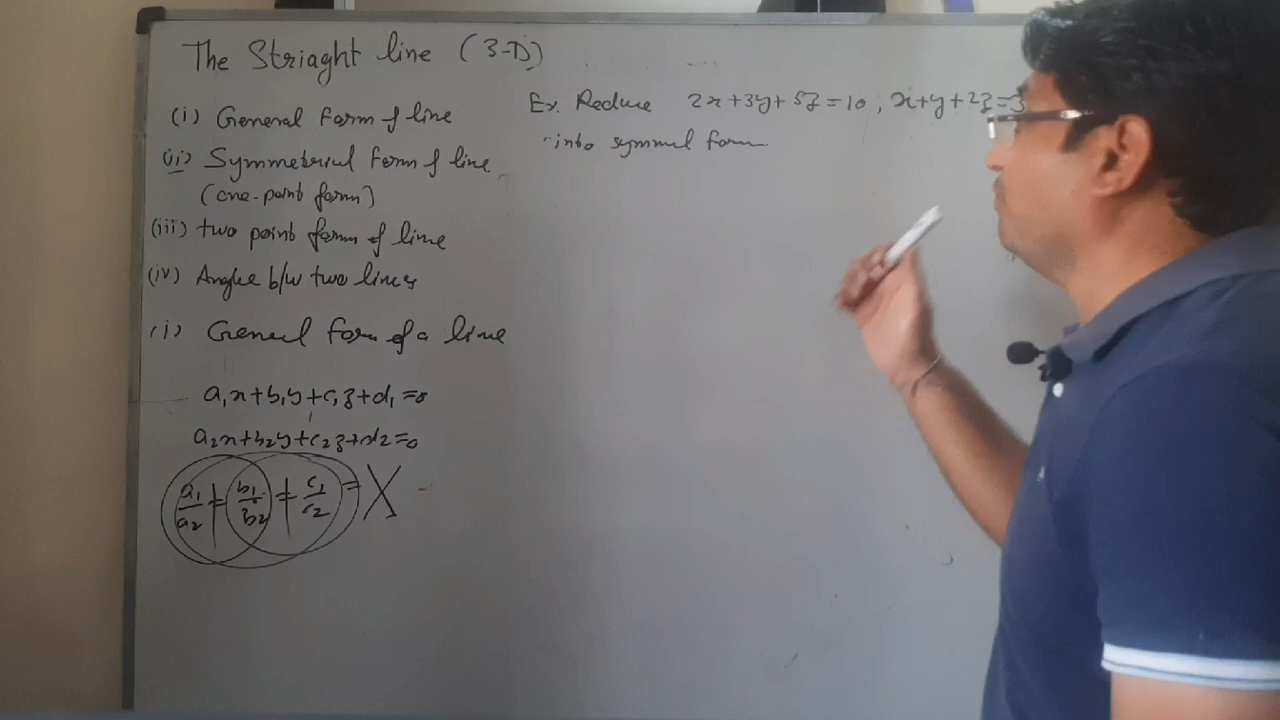 The Striaght line (3-D)
(i) General Form of line
(ii) Symmetrical Form of line
(one-point form)
(iii) two point form of line
(iv) Angle b/w two lines
(i) General form of a line
a₁x+b₁y+c₁z+d₁=0
a₂x+b₂y+c₂z+d₂=0
a₁/a₂ ≠ b₁/b₂ ≠ c₁/c₂ = X
Ex. Reduce 2x+3y+5z=10, x+y+2z=3
into form